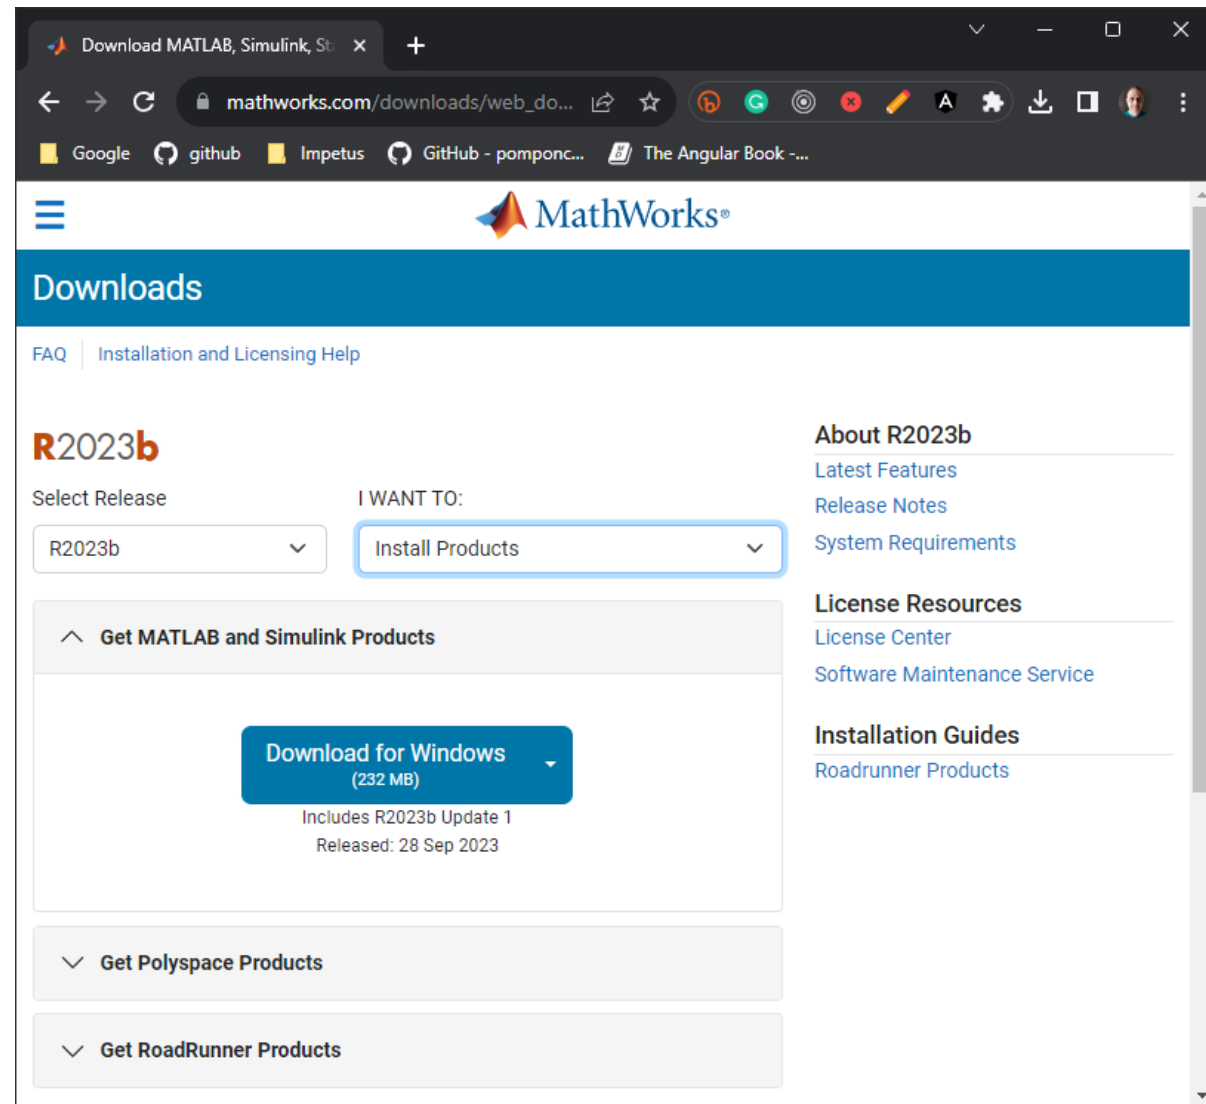 Download MATLAB, Simulink, St
mathworks.com/downloads/web_do...
Google github Impetus GitHub - pomponc... The Angular Book -...
MathWorks®
Downloads
FAQ Installation and Licensing Help
R2023b
Select Release I WANT TO:
R2023b Install Products
Get MATLAB and Simulink Products
Download for Windows
(232 MB)
Includes R2023b Update 1
Released: 28 Sep 2023
Get Polyspace Products
Get RoadRunner Products
About R2023b
Latest Features
Release Notes
System Requirements
License Resources
License Center
Software Maintenance Service
Installation Guides
Roadrunner Products